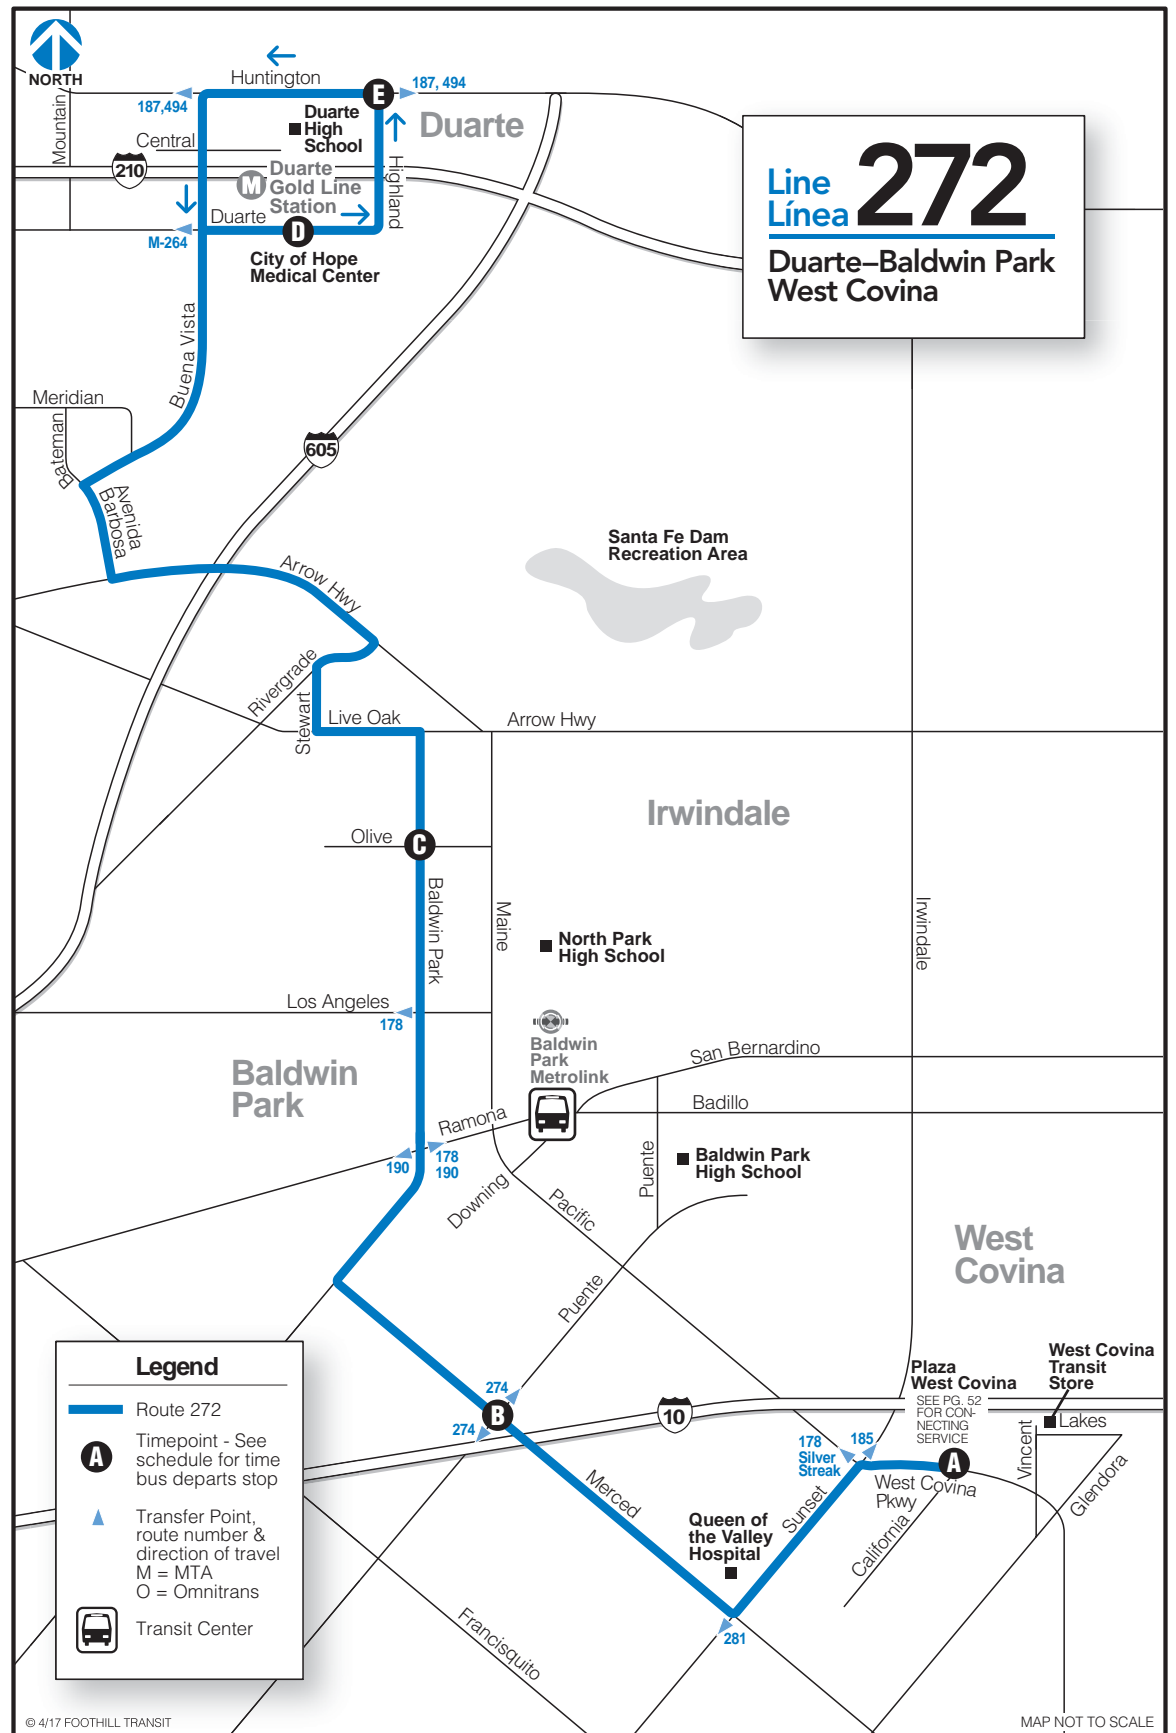 NORTH
Huntington
187, 494
187,494
Mountain
Duarte
High
School
Duarte
Central
210
Duarte
Gold Line
Station
M
Highland
Duarte
M-264
D
E
City of Hope
Medical Center
Line
Línea
272
Duarte–Baldwin Park
West Covina
Buena Vista
Meridian
Bateman
Avenida
Barbosa
605
Santa Fe Dam
Recreation Area
Arrow Hwy
Rivergrade
Stewart
Live Oak
Arrow Hwy
Irwindale
Olive
C
Baldwin Park
Maine
Irwindale
North Park
High School
Los Angeles
178
Baldwin
Park
Metrolink
San Bernardino
Baldwin
Park
Badillo
Ramona
190
178
190
Puente
Baldwin Park
High School
Downing
Pacific
West
Covina
Puente
West Covina
Transit
Store
Plaza
West Covina
SEE PG. 52
FOR CON-
NECTING
SERVICE
274
B
274
10
178
Silver
Streak
185
A
Lakes
Vincent
Glendora
West Covina
Pkwy
California
Sunset
Merced
Queen of
the Valley
Hospital
281
Francisquito
Legend
Route 272
A
Timepoint - See
schedule for time
bus departs stop
Transfer Point,
route number &
direction of travel
M = MTA
O = Omnitrans
Transit Center
© 4/17 FOOTHILL TRANSIT
MAP NOT TO SCALE